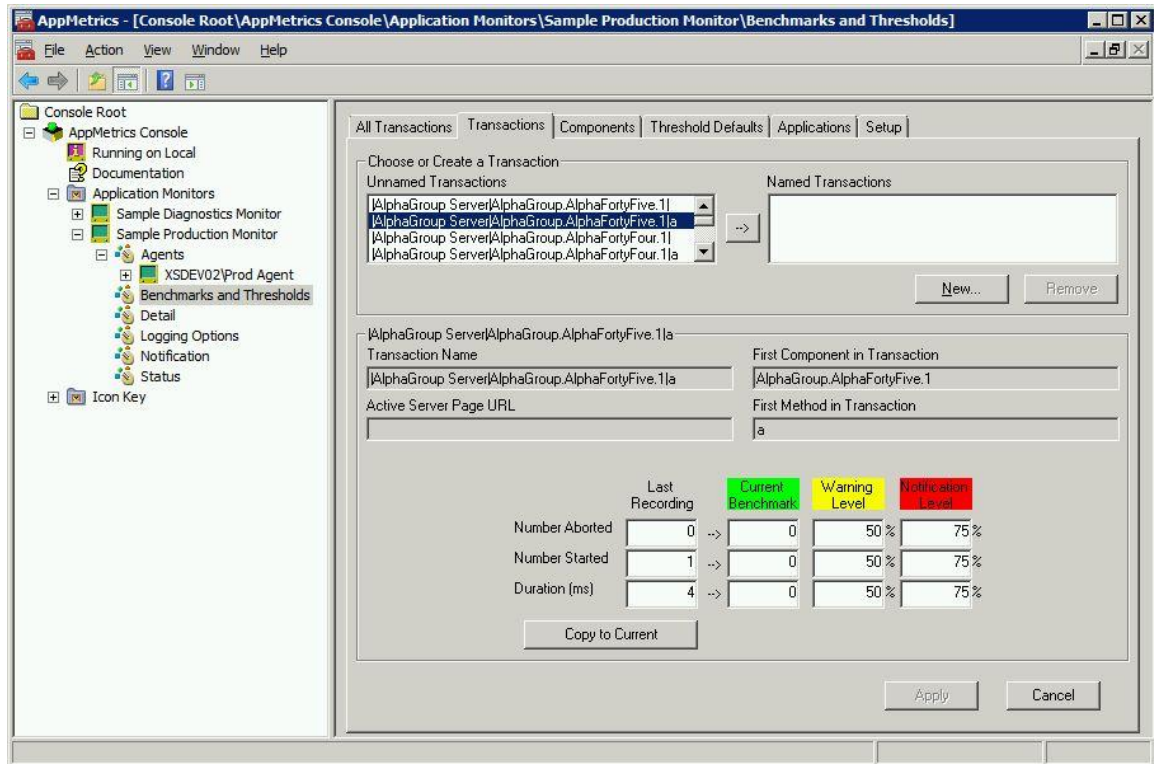 AppMetrics - [Console Root\AppMetrics Console\Application Monitors\Sample Production Monitor\Benchmarks and Thresholds]
File Action View Window Help
Console Root
AppMetrics Console
Running on Local
Documentation
Application Monitors
Sample Diagnostics Monitor
Sample Production Monitor
Agents
XSDEV02\Prod Agent
Benchmarks and Thresholds
Detail
Logging Options
Notification
Status
Icon Key
All Transactions Transactions Components Threshold Defaults Applications Setup
Choose or Create a Transaction
Unnamed Transactions Named Transactions
|AlphaGroup Server|AlphaGroup.AlphaFortyFive.1|
|AlphaGroup Server|AlphaGroup.AlphaFortyFive.1|a
|AlphaGroup Server|AlphaGroup.AlphaFortyFour.1|
|AlphaGroup Server|AlphaGroup.AlphaFortyFour.1|a
-->
New... Remove
|AlphaGroup Server|AlphaGroup.AlphaFortyFive.1|a
Transaction Name First Component in Transaction
|AlphaGroup Server|AlphaGroup.AlphaFortyFive.1|a AlphaGroup.AlphaFortyFive.1
Active Server Page URL First Method in Transaction
a
Last Recording Current Benchmark Warning Level Notification Level
Number Aborted 0 --> 0 50 % 75 %
Number Started 1 --> 0 50 % 75 %
Duration (ms) 4 --> 0 50 % 75 %
Copy to Current
Apply Cancel